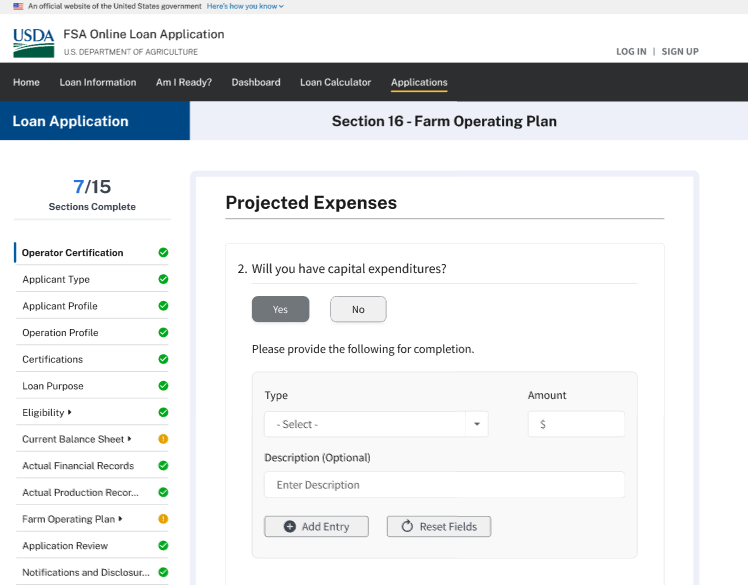 An official website of the United States government Here's how you know
USDA
FSA Online Loan Application
U.S. DEPARTMENT OF AGRICULTURE
LOG IN | SIGN UP
Home Loan Information Am I Ready? Dashboard Loan Calculator Applications
Loan Application
Section 16 - Farm Operating Plan
7/15
Sections Complete
Operator Certification
Applicant Type
Applicant Profile
Operation Profile
Certifications
Loan Purpose
Eligibility
Current Balance Sheet
Actual Financial Records
Actual Production Recor...
Farm Operating Plan
Application Review
Notifications and Disclosur...
Projected Expenses
2. Will you have capital expenditures?
Yes No
Please provide the following for completion.
Type Amount
- Select - $
Description (Optional)
Enter Description
Add Entry Reset Fields